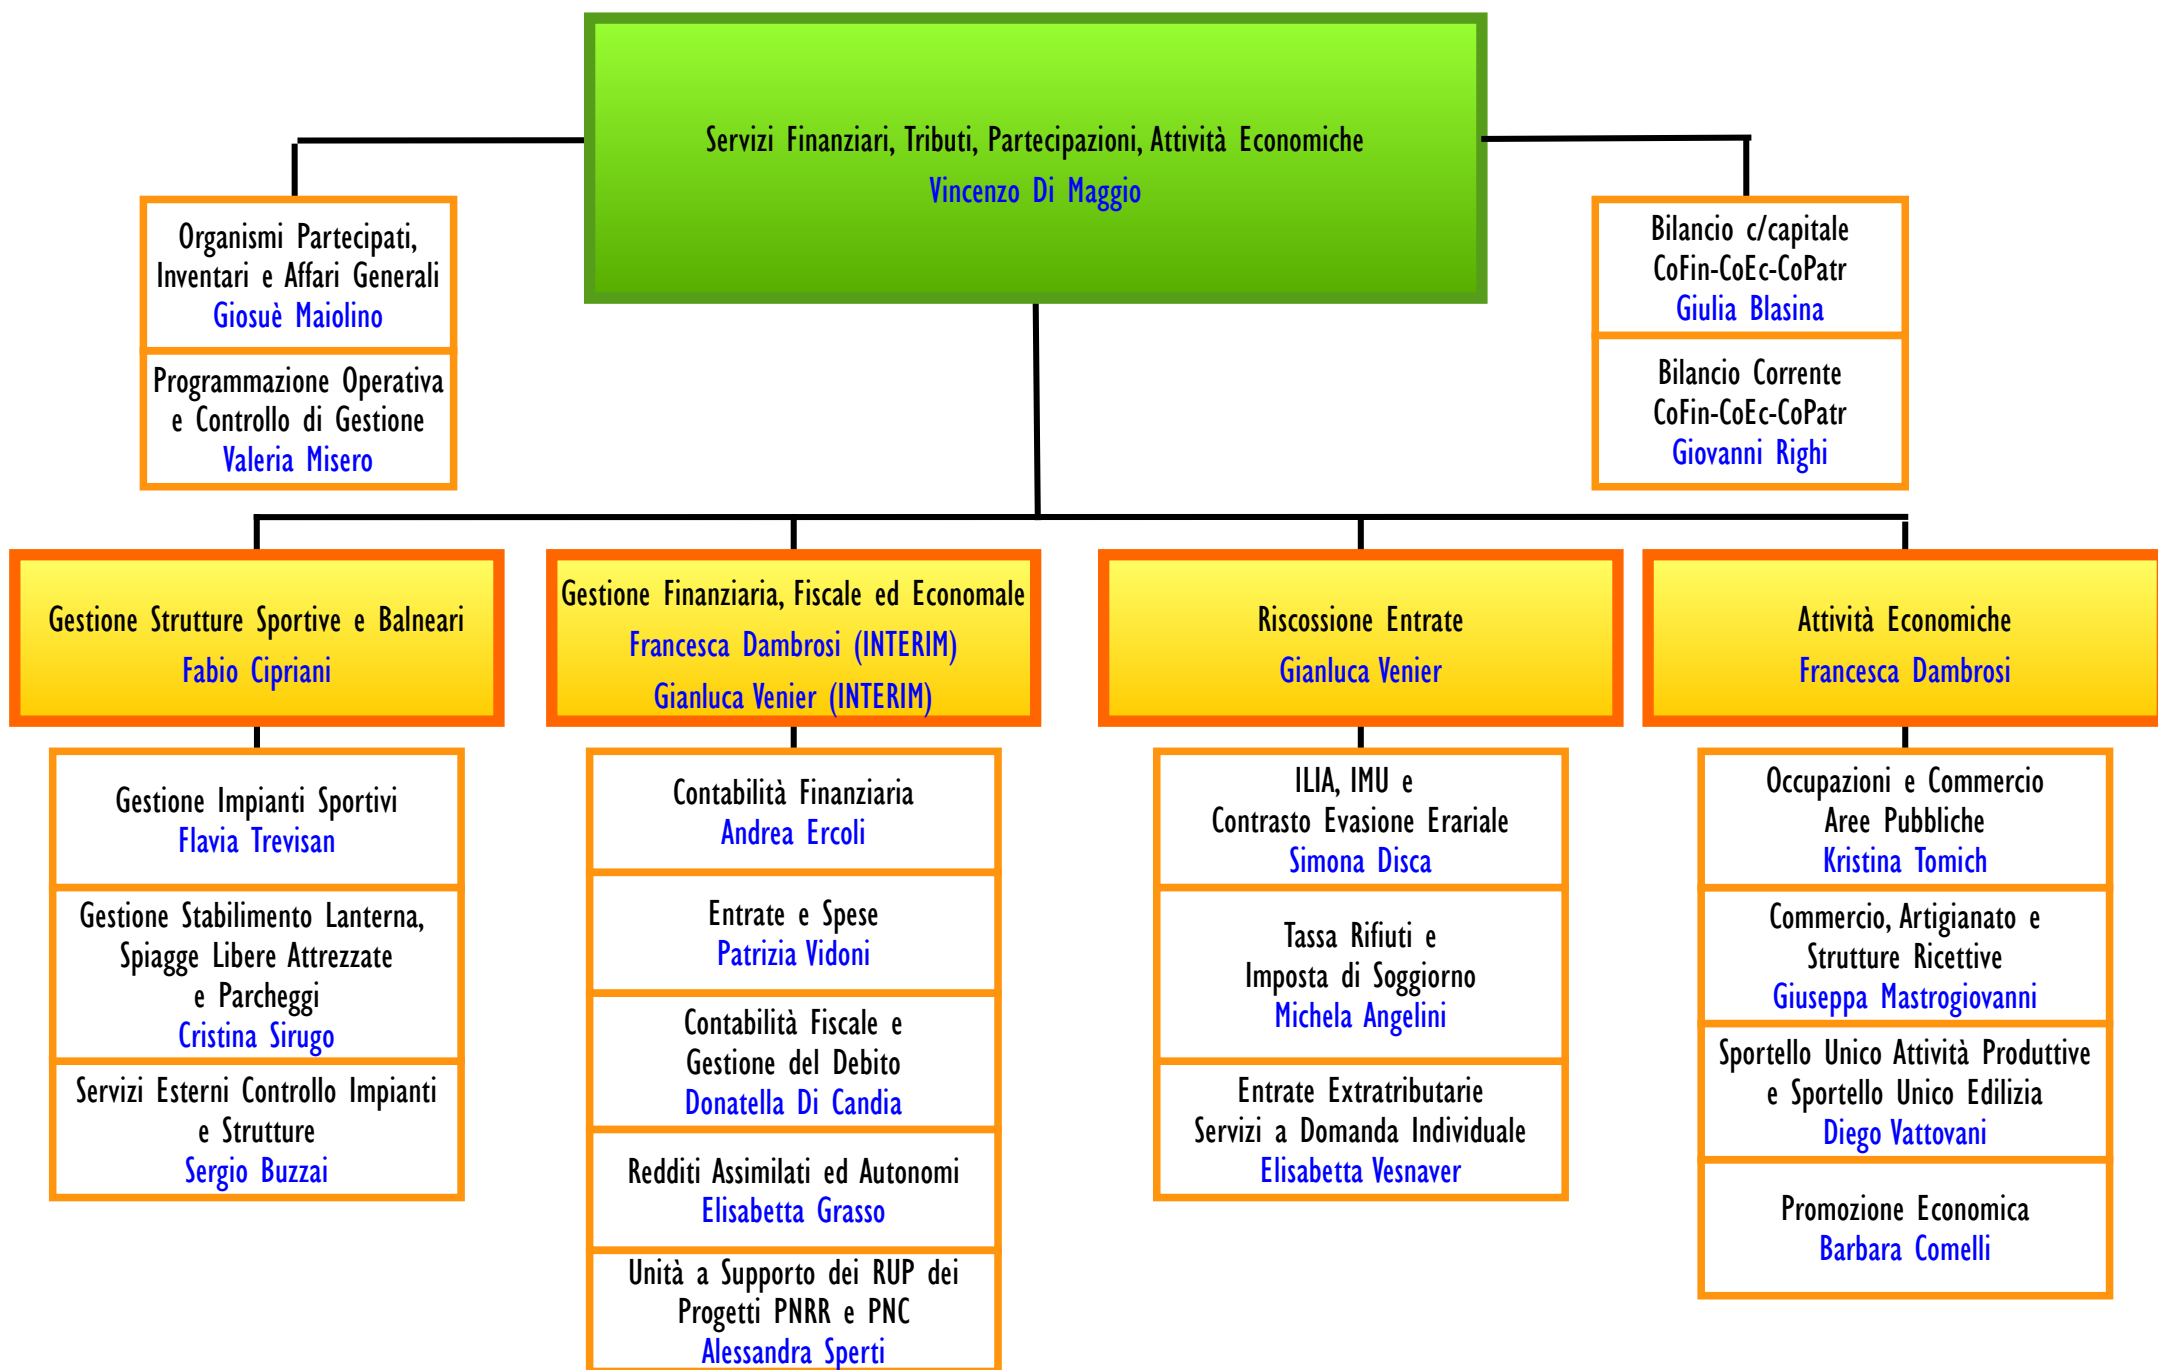 Servizi Finanziari, Tributi, Partecipazioni, Attività Economiche
Vincenzo Di Maggio
Organismi Partecipati,
Inventari e Affari Generali
Giosuè Maiolino
Programmazione Operativa
e Controllo di Gestione
Valeria Misero
Bilancio c/capitale
CoFin-CoEc-CoPatr
Giulia Blasina
Bilancio Corrente
CoFin-CoEc-CoPatr
Giovanni Righi
Gestione Strutture Sportive e Balneari
Fabio Cipriani
Gestione Impianti Sportivi
Flavia Trevisan
Gestione Stabilimento Lanterna,
Spiagge Libere Attrezzate
e Parcheggi
Cristina Sirugo
Servizi Esterni Controllo Impianti
e Strutture
Sergio Buzzai
Gestione Finanziaria, Fiscale ed Economale
Francesca Dambrosi (INTERIM)
Gianluca Venier (INTERIM)
Contabilità Finanziaria
Andrea Ercoli
Entrate e Spese
Patrizia Vidoni
Contabilità Fiscale e
Gestione del Debito
Donatella Di Candia
Redditi Assimilati ed Autonomi
Elisabetta Grasso
Unità a Supporto dei RUP dei
Progetti PNRR e PNC
Alessandra Sperti
Riscossione Entrate
Gianluca Venier
ILIA, IMU e
Contrasto Evasione Erariale
Simona Disca
Tassa Rifiuti e
Imposta di Soggiorno
Michela Angelini
Entrate Extratributarie
Servizi a Domanda Individuale
Elisabetta Vesnaver
Attività Economiche
Francesca Dambrosi
Occupazioni e Commercio
Aree Pubbliche
Kristina Tomich
Commercio, Artigianato e
Strutture Ricettive
Giuseppa Mastrogiovanni
Sportello Unico Attività Produttive
e Sportello Unico Edilizia
Diego Vattovani
Promozione Economica
Barbara Comelli